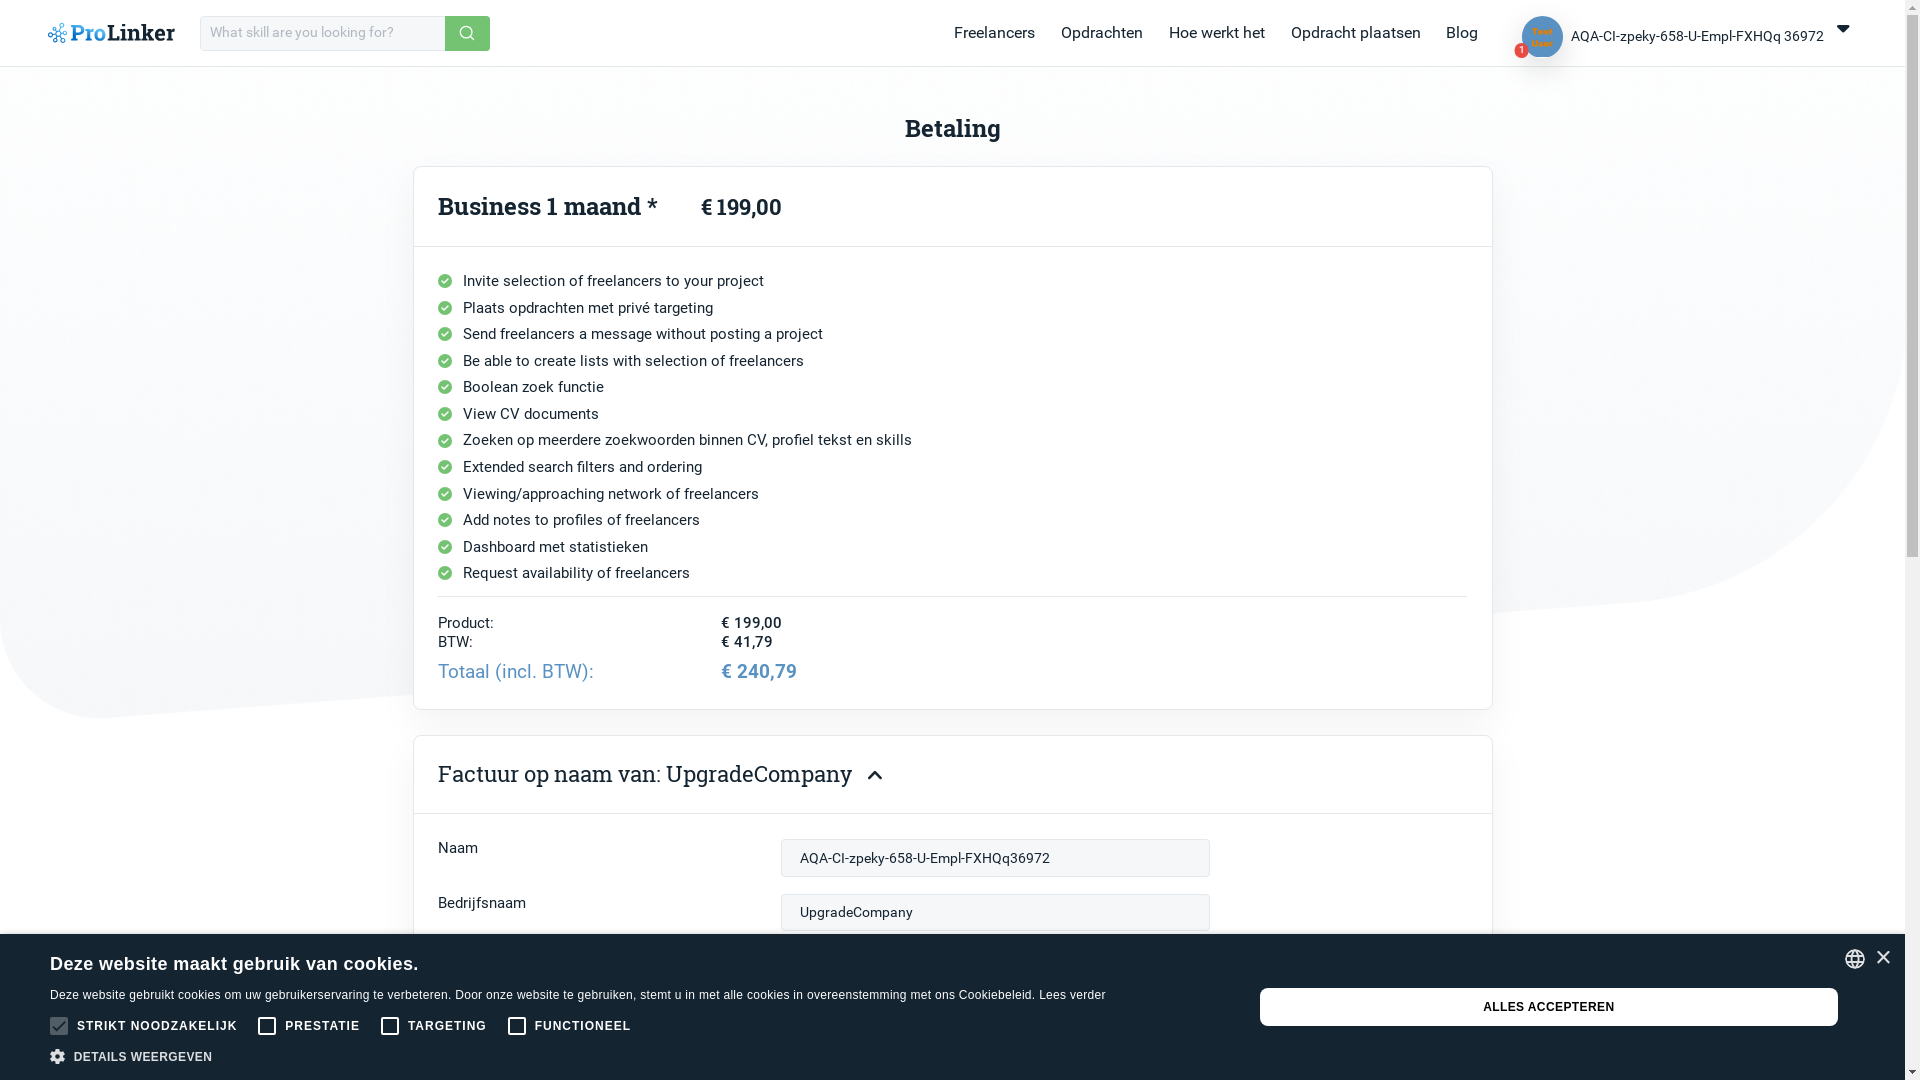 ProLinker
What skill are you looking for?
Freelancers
Opdrachten
Hoe werkt het
Opdracht plaatsen
Blog
Test
User
1
AQA-CI-zpeky-658-U-Empl-FXHQq 36972
Betaling
Business 1 maand * € 199,00
Invite selection of freelancers to your project
Plaats opdrachten met privé targeting
Send freelancers a message without posting a project
Be able to create lists with selection of freelancers
Boolean zoek functie
View CV documents
Zoeken op meerdere zoekwoorden binnen CV, profiel tekst en skills
Extended search filters and ordering
Viewing/approaching network of freelancers
Add notes to profiles of freelancers
Dashboard met statistieken
Request availability of freelancers
Product: € 199,00
BTW: € 41,79
Totaal (incl. BTW): € 240,79
Factuur op naam van: UpgradeCompany
Naam AQA-CI-zpeky-658-U-Empl-FXHQq36972
Bedrijfsnaam UpgradeCompany
Deze website maakt gebruik van cookies.
Deze website gebruikt cookies om uw gebruikerservaring te verbeteren. Door onze website te gebruiken, stemt u in met alle cookies in overeenstemming met ons Cookiebeleid. Lees verder
STRIKT NOODZAKELIJK PRESTATIE TARGETING FUNCTIONEEL
DETAILS WEERGEVEN
ALLES ACCEPTEREN